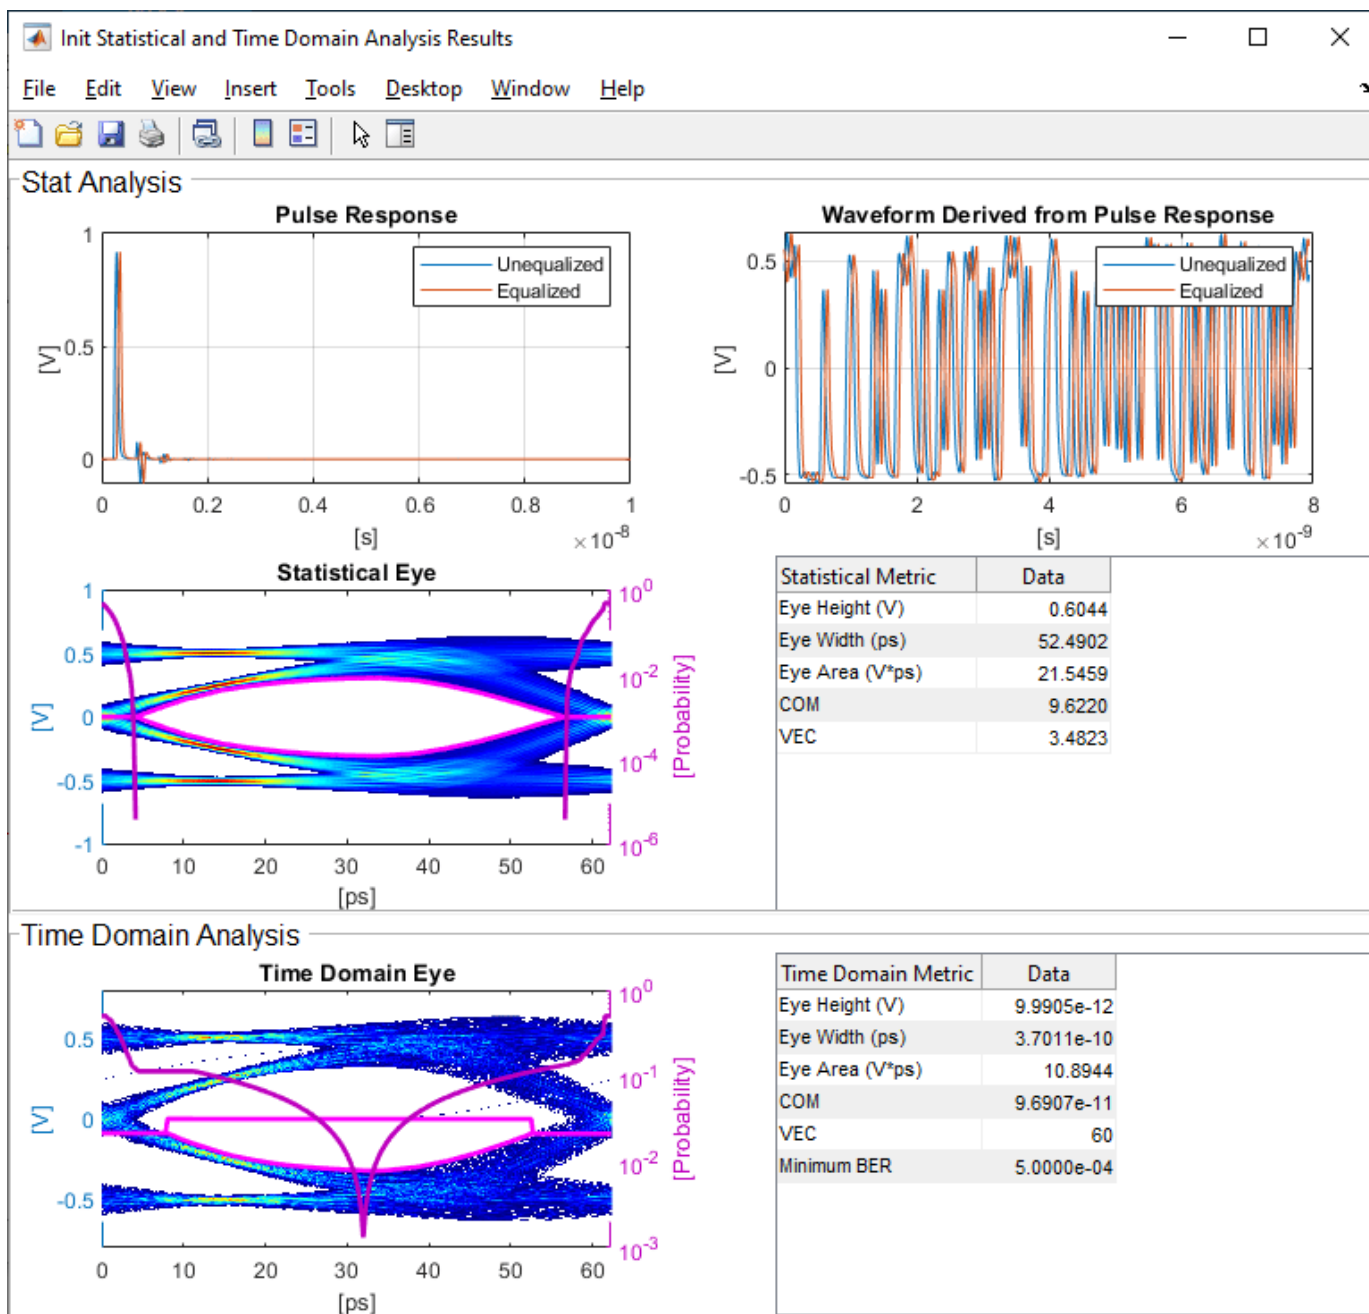 Init Statistical and Time Domain Analysis Results
File Edit View Insert Tools Desktop Window Help
Stat Analysis
Pulse Response
1
0.5
0
[V]
Unequalized
Equalized
0 0.2 0.4 0.6 0.8 1
[s]
×10-8
Waveform Derived from Pulse Response
0.5
0
-0.5
[V]
Unequalized
Equalized
0 2 4 6 8
[s]
×10-9
Statistical Eye
1
0.5
0
-0.5
-1
[V]
100
10-2
10-4
10-6
[Probability]
0 10 20 30 40 50 60
[ps]
Statistical Metric Data
Eye Height (V) 0.6044
Eye Width (ps) 52.4902
Eye Area (V*ps) 21.5459
COM 9.6220
VEC 3.4823
Time Domain Analysis
Time Domain Eye
0.5
0
-0.5
[V]
100
10-1
10-2
10-3
[Probability]
0 10 20 30 40 50 60
[ps]
Time Domain Metric Data
Eye Height (V) 9.9905e-12
Eye Width (ps) 3.7011e-10
Eye Area (V*ps) 10.8944
COM 9.6907e-11
VEC 60
Minimum BER 5.0000e-04